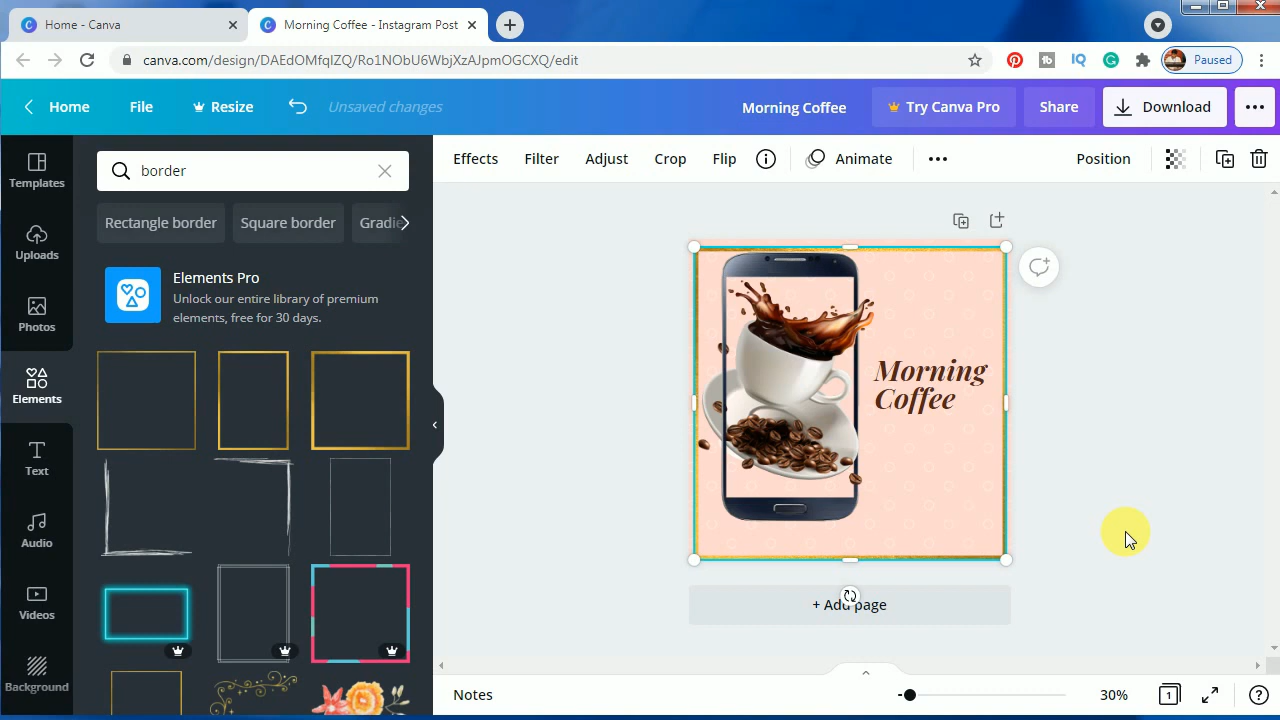 Home - Canva
Morning Coffee - Instagram Post
canva.com/design/DAEdOMfqIZQ/Ro1NObU6WbjXzAJpmOGCXQ/edit
Paused
Home
File
Resize
Unsaved changes
Morning Coffee
Try Canva Pro
Share
Download
Templates
Uploads
Photos
Elements
Text
Audio
Videos
Background
border
Rectangle border
Square border
Gradie
Elements Pro
Unlock our entire library of premium
elements, free for 30 days.
Effects
Filter
Adjust
Crop
Flip
Animate
Position
Morning
Coffee
+ Add page
Notes
30%
1